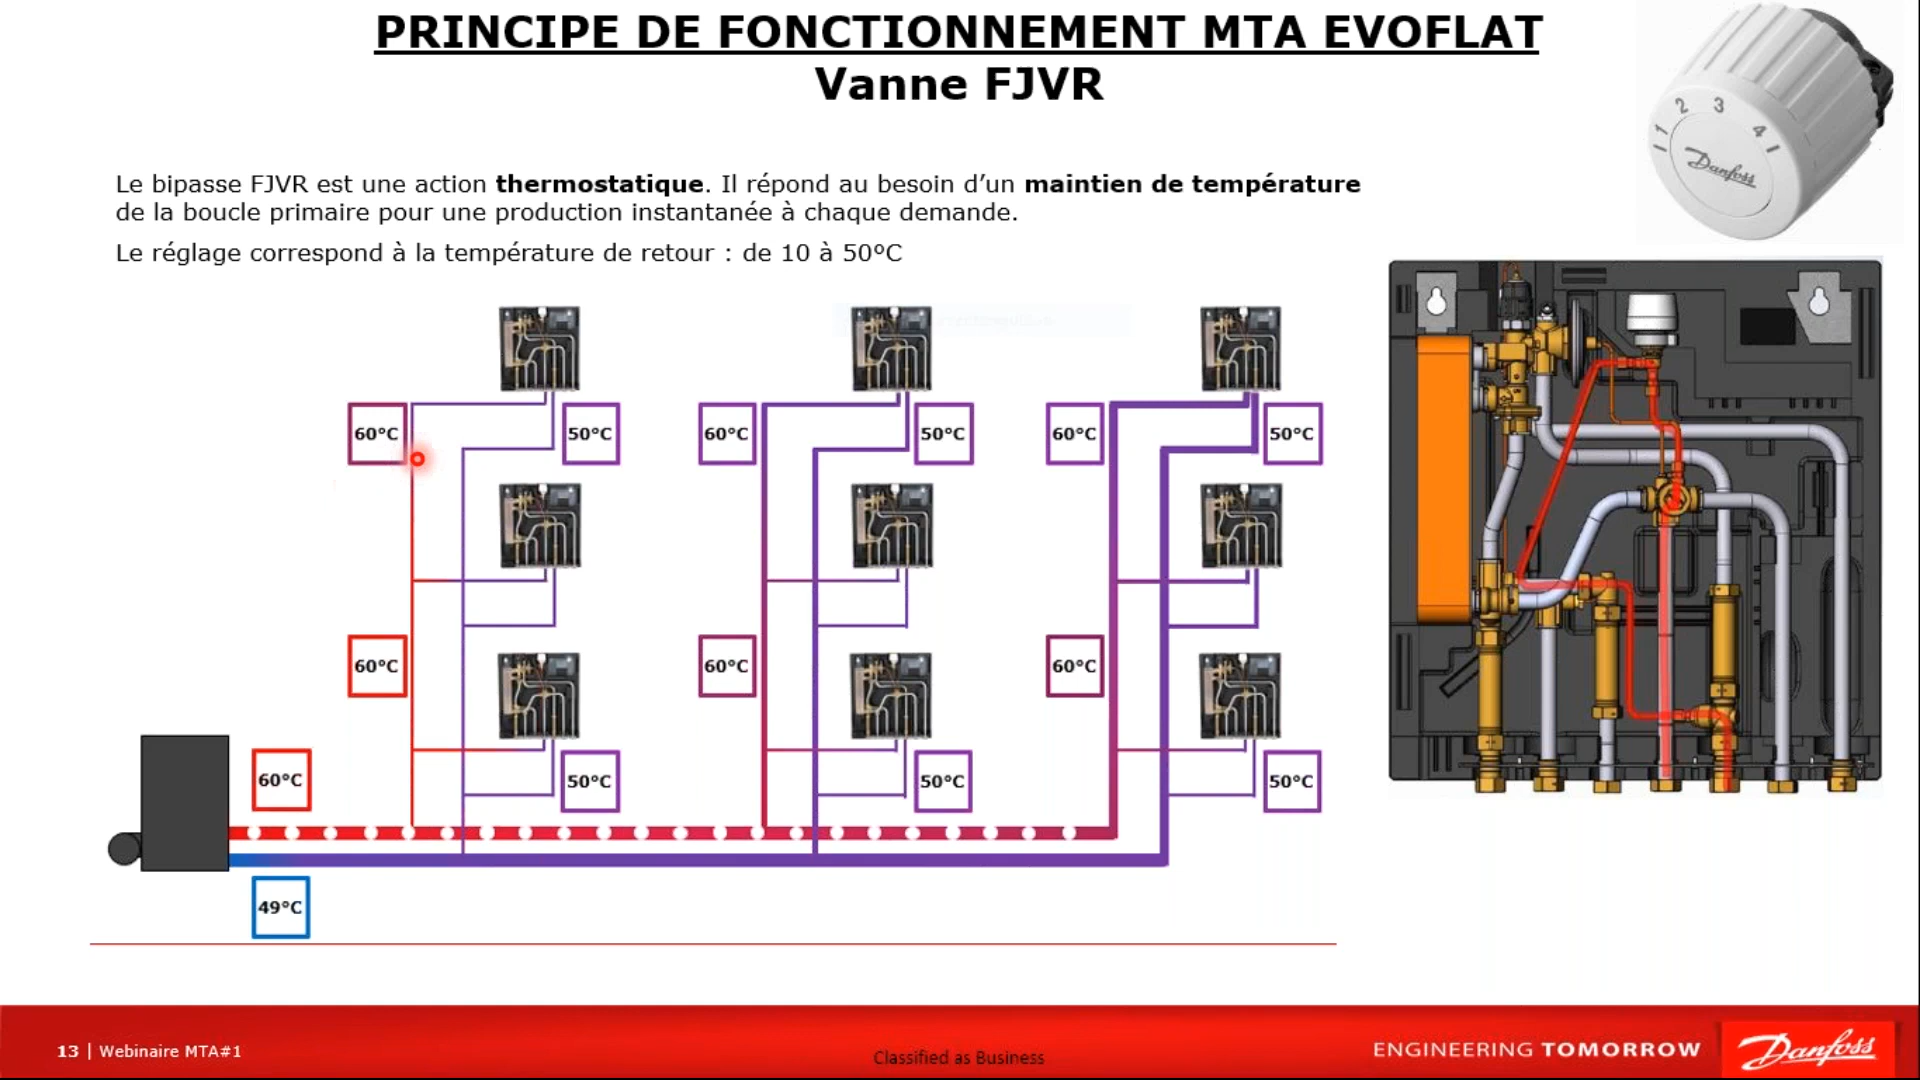 PRINCIPE DE FONCTIONNEMENT MTA EVOFLAT
Vanne FJVR
1 2 3 4
Danfoss
Le bipasse FJVR est une action thermostatique. Il répond au besoin d’un maintien de température
de la boucle primaire pour une production instantanée à chaque demande.
Le réglage correspond à la température de retour : de 10 à 50°C
60°C 50°C 60°C 50°C 60°C 50°C
60°C 60°C 60°C
60°C 50°C 50°C 50°C
49°C
13 | Webinaire MTA#1
Classified as Business
ENGINEERING TOMORROW
Danfoss